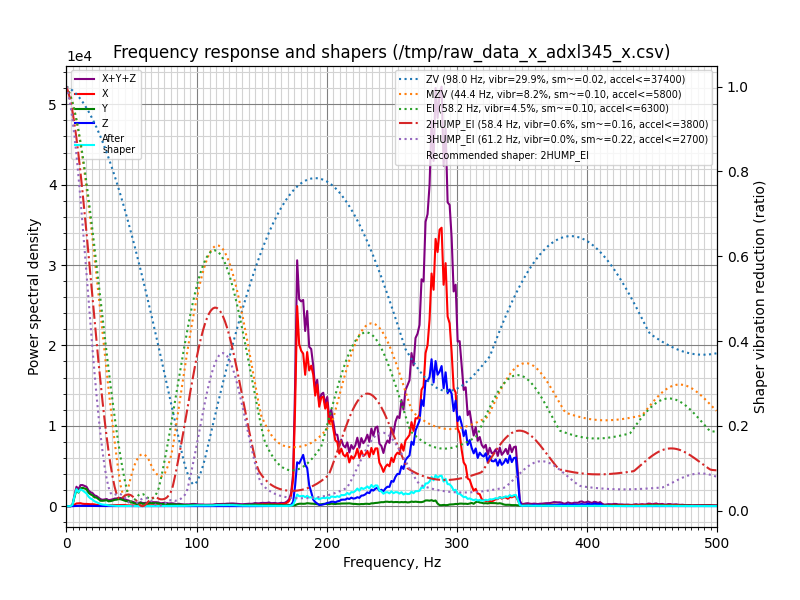 Frequency response and shapers (/tmp/raw_data_x_adxl345_x.csv)
1e4
X+Y+Z
X
Y
Z
After
shaper
ZV (98.0 Hz, vibr=29.9%, sm~=0.02, accel<=37400)
MZV (44.4 Hz, vibr=8.2%, sm~=0.10, accel<=5800)
EI (58.2 Hz, vibr=4.5%, sm~=0.10, accel<=6300)
2HUMP_EI (58.4 Hz, vibr=0.6%, sm~=0.16, accel<=3800)
3HUMP_EI (61.2 Hz, vibr=0.0%, sm~=0.22, accel<=2700)
Recommended shaper: 2HUMP_EI
5
4
3
2
1
0
Power spectral density
1.0
0.8
0.6
0.4
0.2
0.0
Shaper vibration reduction (ratio)
0 100 200 300 400 500
Frequency, Hz